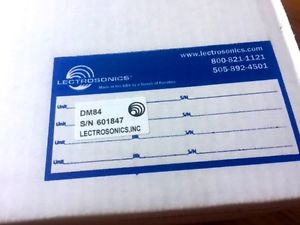 www.lectrosonics.com
800-821-1121
505-892-4501
LECTROSONICS
Made in the USA by a Bunch of Fanatics
Unit S/N
DM84
S/N 601847
LECTROSONICS,INC
Unit S/N
Unit S/N
Unit S/N